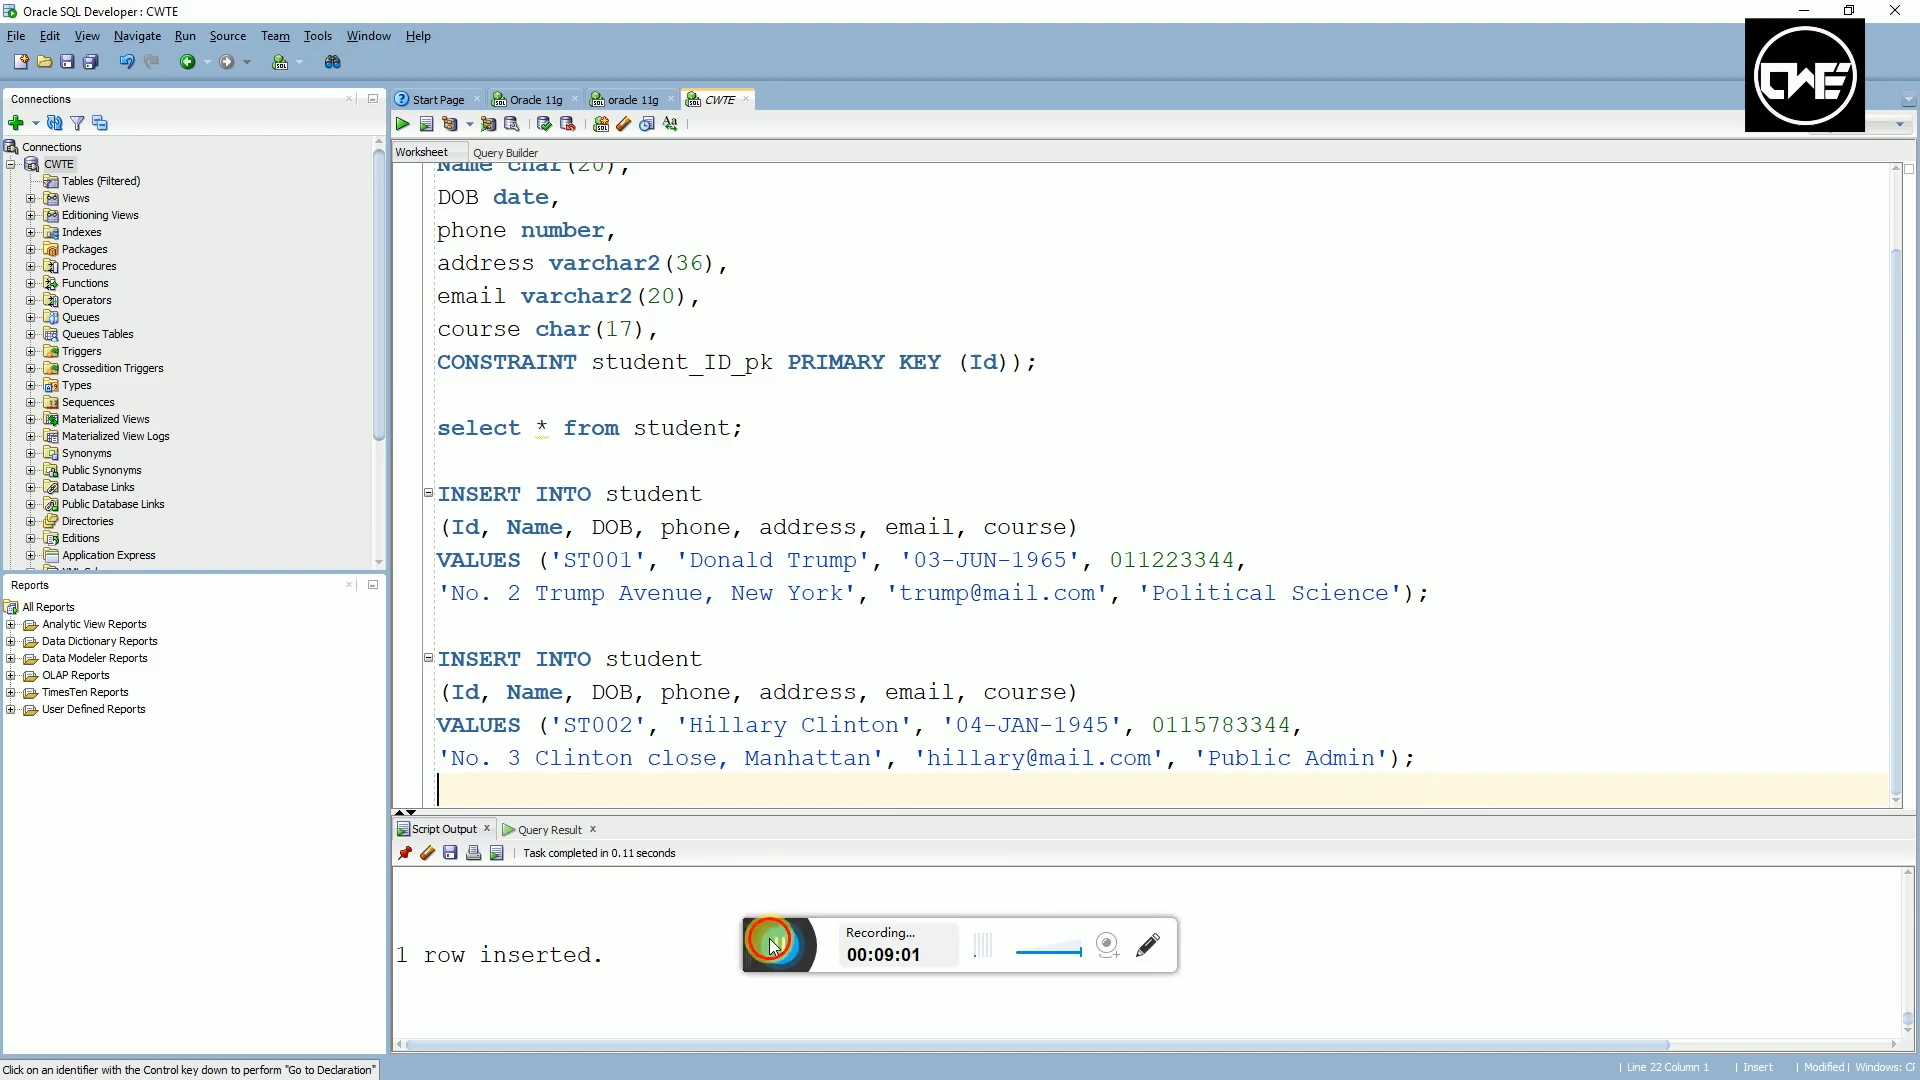 Oracle SQL Developer : CWTE
File Edit View Navigate Run Source Team Tools Window Help
CWE
Connections
Start Page
Oracle 11g
oracle 11g
CWTE
Worksheet
Query Builder
Connections
CWTE
Tables (Filtered)
Views
Editioning Views
Indexes
Packages
Procedures
Functions
Operators
Queues
Queues Tables
Triggers
Crossedition Triggers
Types
Sequences
Materialized Views
Materialized View Logs
Synonyms
Public Synonyms
Database Links
Public Database Links
Directories
Editions
Application Express
Name char(20),
DOB date,
phone number,
address varchar2(36),
email varchar2(20),
course char(17),
CONSTRAINT student_ID_pk PRIMARY KEY (Id));
select * from student;
INSERT INTO student
(Id, Name, DOB, phone, address, email, course)
VALUES ('ST001', 'Donald Trump', '03-JUN-1965', 011223344,
'No. 2 Trump Avenue, New York', 'trump@mail.com', 'Political Science');
INSERT INTO student
(Id, Name, DOB, phone, address, email, course)
VALUES ('ST002', 'Hillary Clinton', '04-JAN-1945', 0115783344,
'No. 3 Clinton close, Manhattan', 'hillary@mail.com', 'Public Admin');
Reports
All Reports
Analytic View Reports
Data Dictionary Reports
Data Modeler Reports
OLAP Reports
TimesTen Reports
User Defined Reports
Script Output
Query Result
Task completed in 0.11 seconds
1 row inserted.
Recording...
00:09:01
Click on an identifier with the Control key down to perform "Go to Declaration"
Line 22 Column 1
Insert
Modified
Windows: